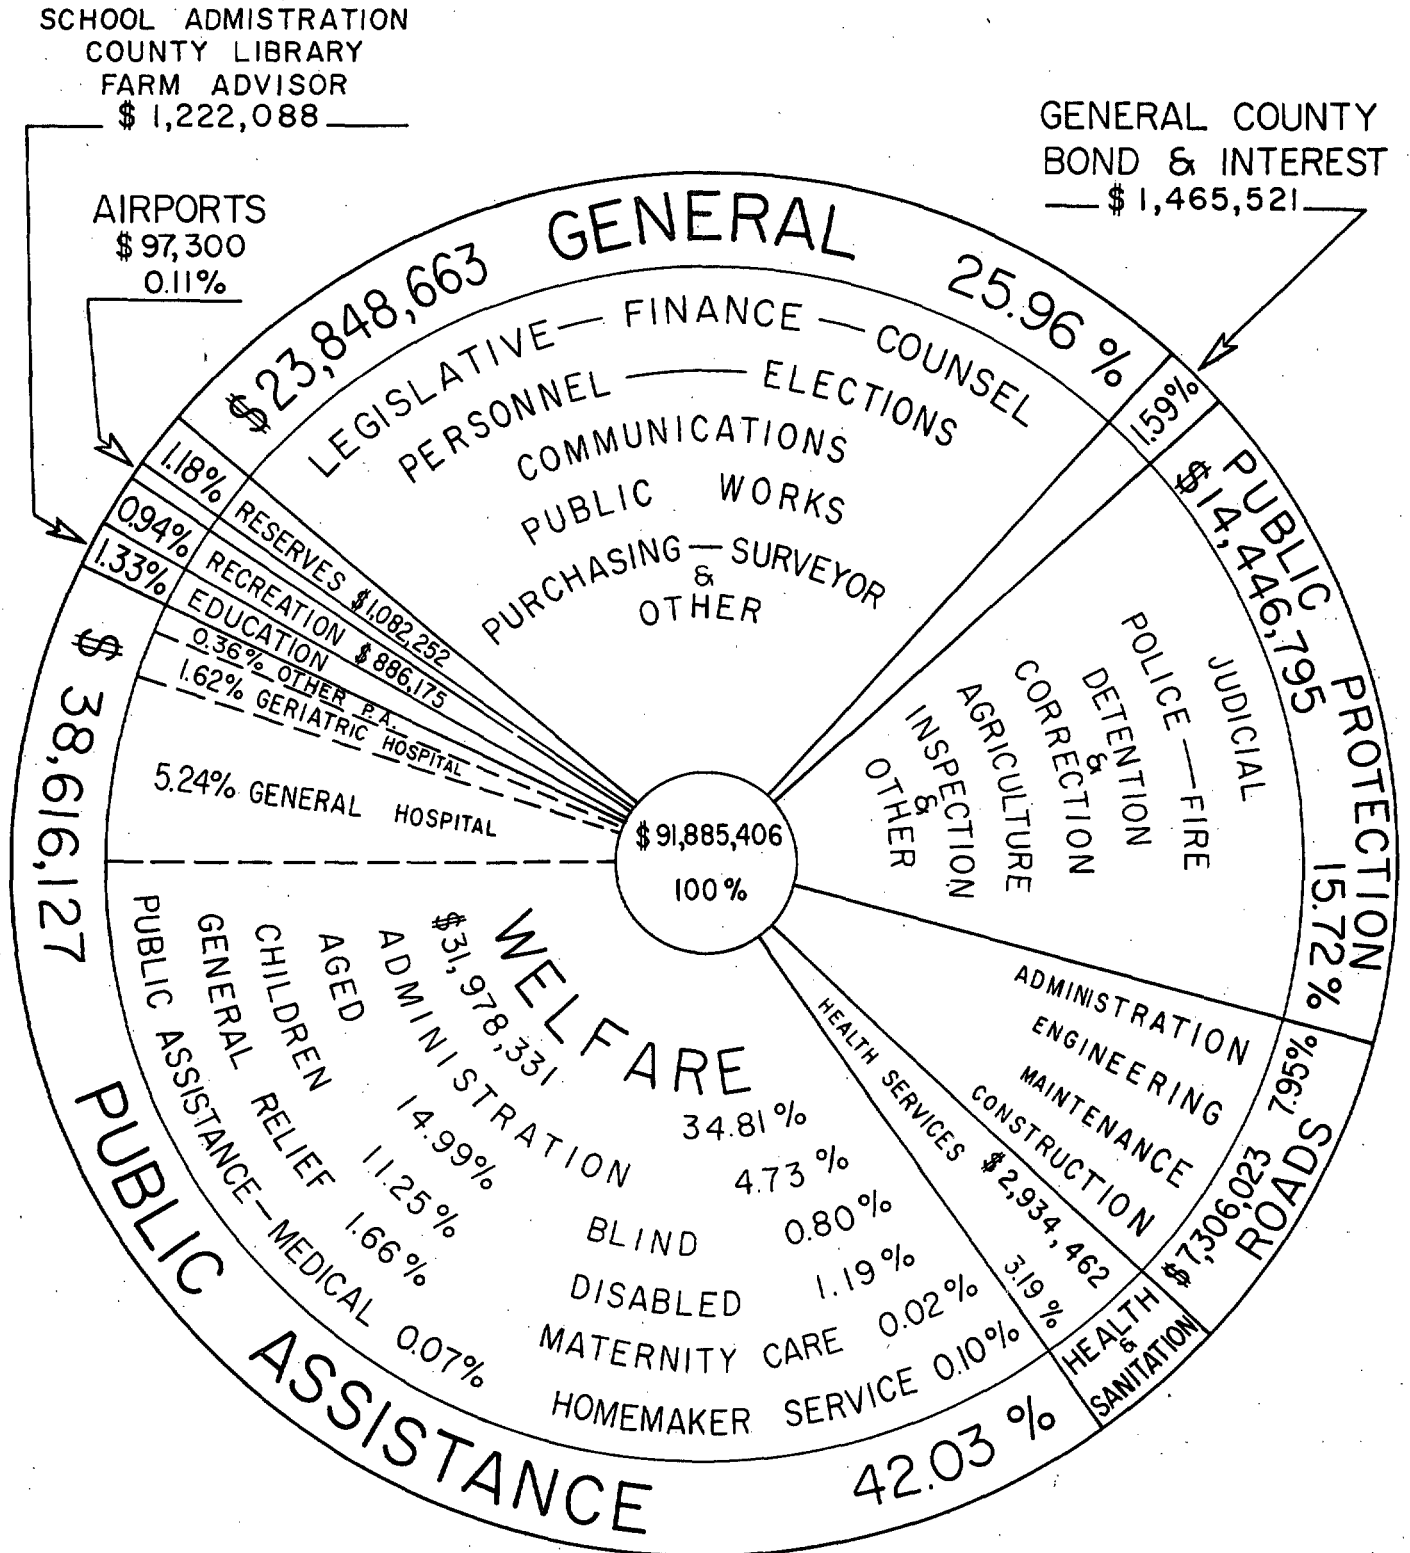 SCHOOL ADMISTRATION
COUNTY LIBRARY
FARM ADVISOR
$ 1,222,088
AIRPORTS
$ 97,300
0.11%
GENERAL COUNTY
BOND & INTEREST
$ 1,465,521
1.59%
$ 23,848,663 GENERAL 25.96 %
LEGISLATIVE — FINANCE — COUNSEL
PERSONNEL — ELECTIONS
COMMUNICATIONS
PUBLIC WORKS
PURCHASING — SURVEYOR
&
OTHER
PUBLIC PROTECTION
$ 14,446,795 15.72 %
JUDICIAL
POLICE — FIRE
DETENTION
&
CORRECTION
AGRICULTURE
INSPECTION
&
OTHER
ROADS
$ 7,306,023 7.95%
ADMINISTRATION
ENGINEERING
MAINTENANCE
CONSTRUCTION
HEALTH
&
SANITATION
HEALTH SERVICES $ 2,934,462
3.19 %
1.18% RESERVES $1,082,252
0.94% RECREATION $ 886,175
1.33% EDUCATION
0.36% OTHER P.A.
1.62% GERIATRIC HOSPITAL
5.24% GENERAL HOSPITAL
$ 91,885,406
100 %
$ 38,616,127 PUBLIC ASSISTANCE 42.03 %
WELFARE
$31,978,331 34.81 %
ADMINISTRATION 4.73 %
AGED 14.99%
BLIND 0.80 %
CHILDREN 11.25 %
DISABLED 1.19 %
GENERAL RELIEF 1.66 %
MATERNITY CARE 0.02 %
PUBLIC ASSISTANCE — MEDICAL 0.07%
HOMEMAKER SERVICE 0.10 %